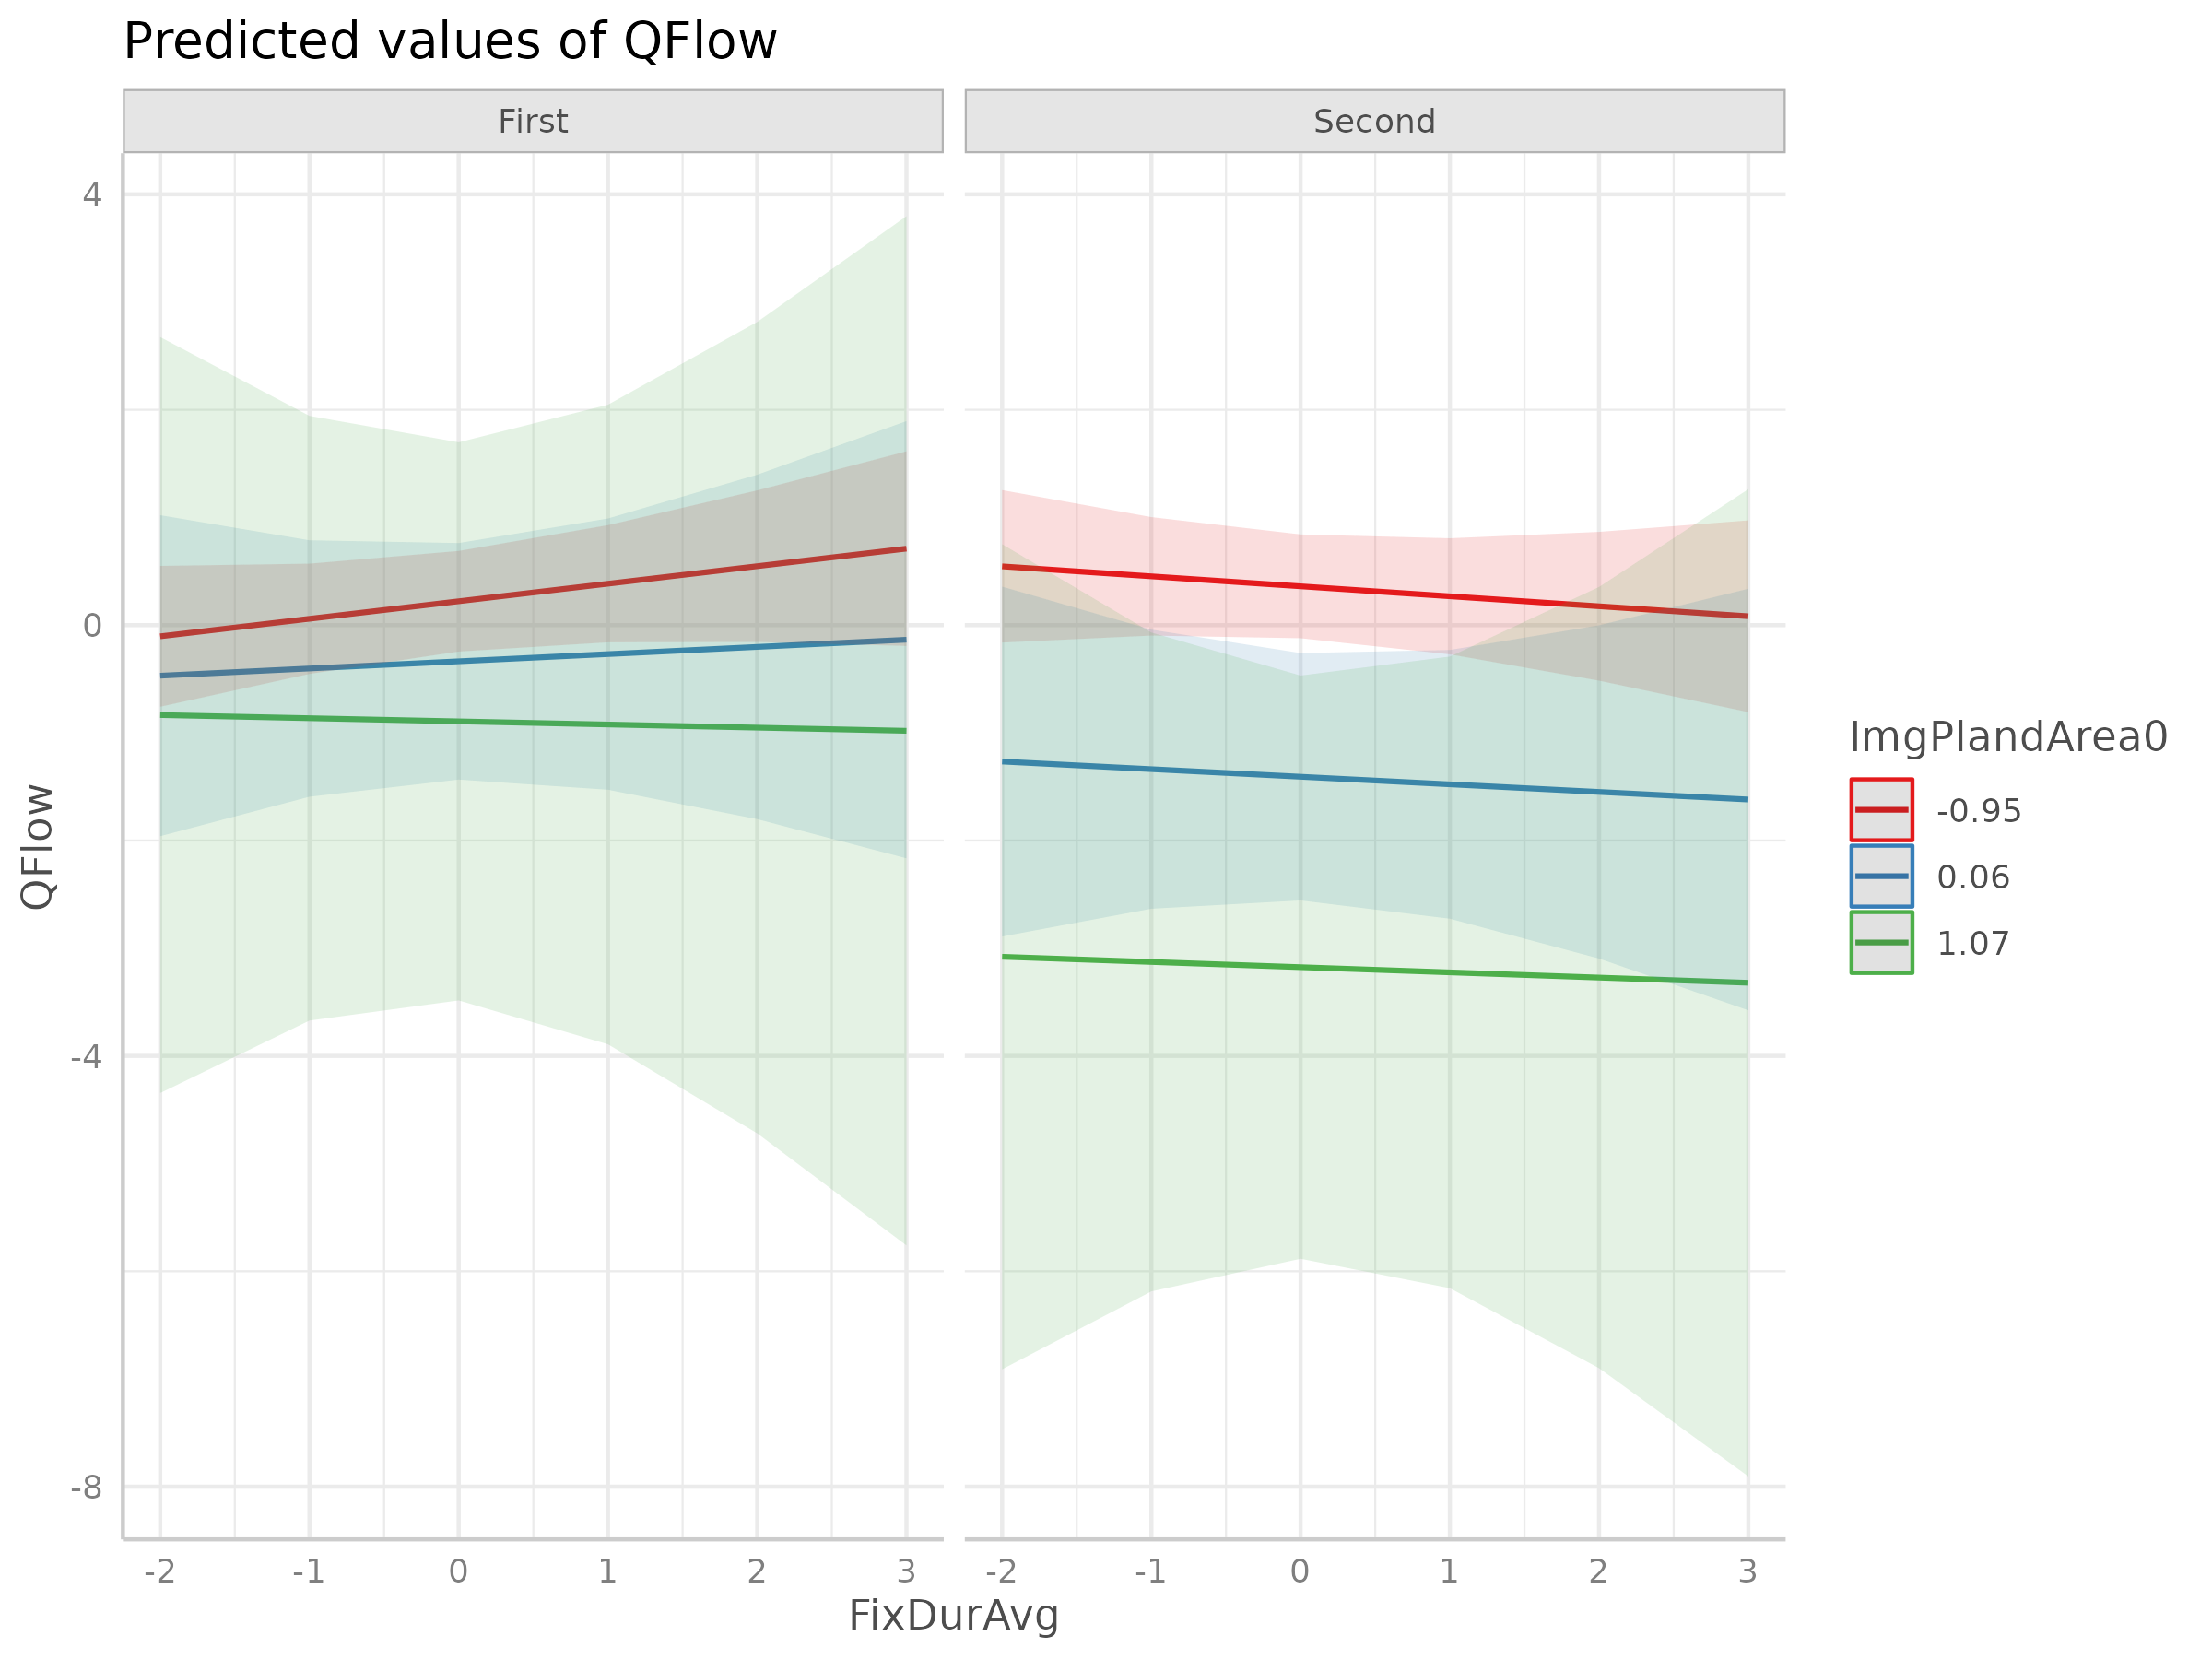 Predicted values of QFlow
First
Second
4
0
-4
-8
QFlow
-2 -1 0 1 2 3
-2 -1 0 1 2 3
FixDurAvg
ImgPlandArea0
-0.95
0.06
1.07